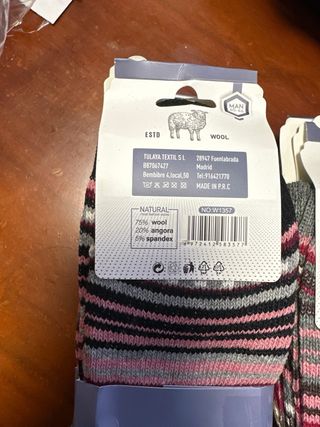 MAN
ESTD WOOL
TULAYA TEXTIL S L
B87067427
Bembibre 4,local,50
28947 Fuenlabrada
Madrid
Tel:916421770
MADE IN P.R.C
NATURAL
75% wool
20% angora
5% spandex
NO:W1357